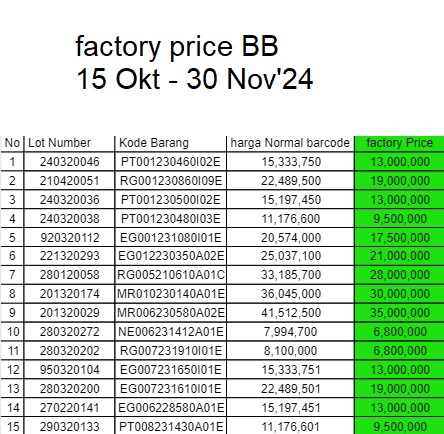 factory price BB
15 Okt - 30 Nov'24
No Lot Number Kode Barang harga Normal barcode factory Price
1 240320046 PT001230460I02E 15,333,750 13,000,000
2 210420051 RG001230860I09E 22,489,500 19,000,000
3 240320036 PT001230500I02E 15,197,450 13,000,000
4 240320038 PT001230480I03E 11,176,600 9,500,000
5 920320112 EG001231080I01E 20,574,000 17,500,000
6 221320293 EG012230350A02E 25,037,100 21,000,000
7 280120058 RG005210610A01C 33,185,700 28,000,000
8 201320174 MR010230140A01E 36,045,000 30,000,000
9 201320029 MR006230580A02E 41,512,500 35,000,000
10 280320272 NE006231412A01E 7,994,700 6,800,000
11 280320202 RG007231910I01E 8,100,000 6,800,000
12 950320104 EG007231650I01E 15,333,751 13,000,000
13 280320200 EG007231610I01E 22,489,501 19,000,000
14 270220141 EG006228580A01E 15,197,451 13,000,000
15 290320133 PT008231430A01E 11,176,601 9,500,000